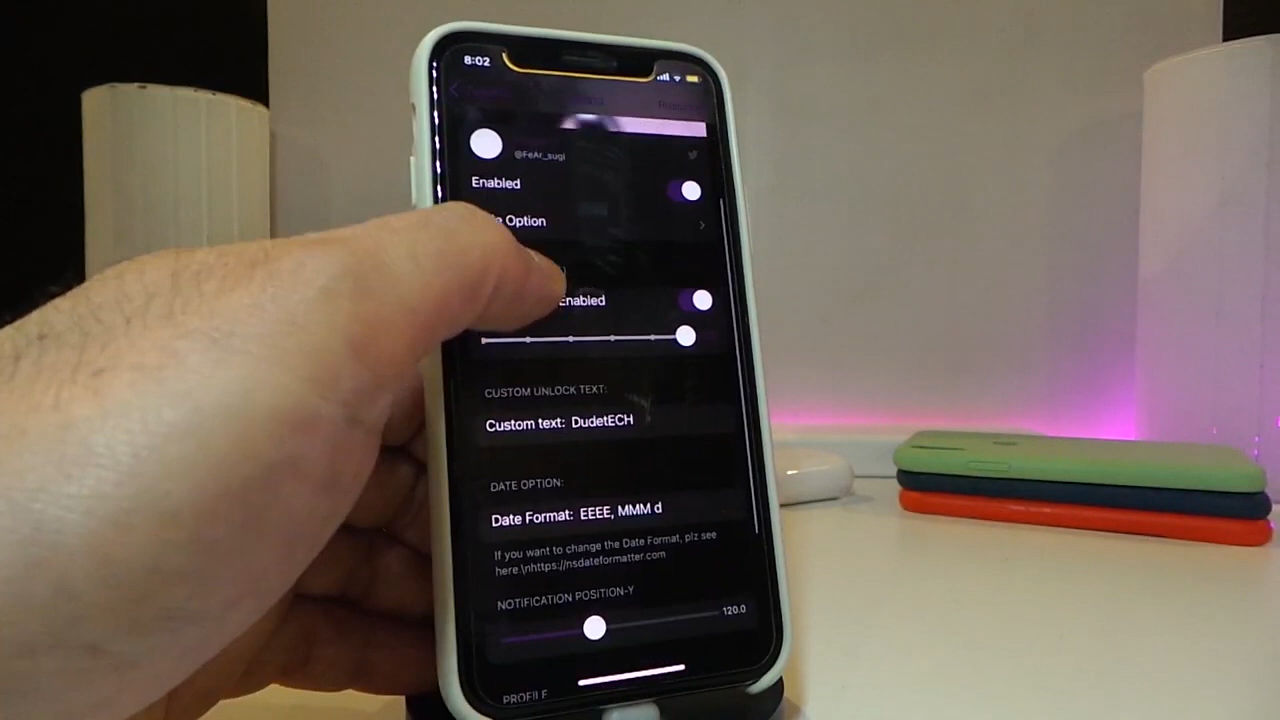 8:02
@FeAr_sugi
Enabled
Option
Enabled
CUSTOM UNLOCK TEXT:
Custom text: DudetECH
DATE OPTION:
Date Format: EEEE, MMM d
If you want to change the Date Format, plz see
here.\nhttps://nsdateformatter.com
NOTIFICATION POSITION-Y
120.0
PROFILE